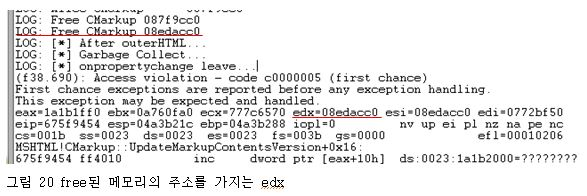 LOG: Free CMarkup 087f9cc0
LOG: Free CMarkup 08edacc0
LOG: [*] After outerHTML...
LOG: [*] Garbage Collect...
LOG: [*] onpropertychange leave...
(f38.690): Access violation - code c0000005 (first chance)
First chance exceptions are reported before any exception handling.
This exception may be expected and handled.
eax=1a1b1ff0 ebx=0a760fa0 ecx=777c6570 edx=08edacc0 esi=08edacc0 edi=0772bf50
eip=675f9454 esp=04a3b21c ebp=04a3b288 iopl=0 nv up ei pl nz na pe nc
cs=001b ss=0023 ds=0023 es=0023 fs=003b gs=0000 efl=00010206
MSHTML!CMarkup::UpdateMarkupContentsVersion+0x16:
675f9454 ff4010 inc dword ptr [eax+10h] ds:0023:1a1b2000=????????
그림 20 free된 메모리의 주소를 가지는 edx